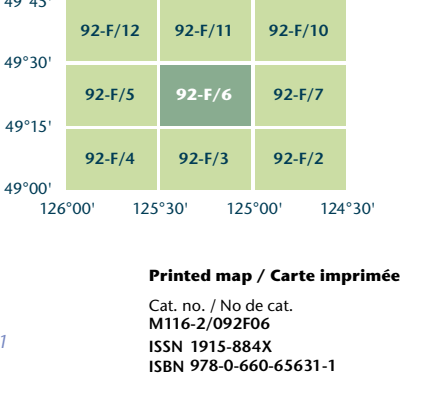 49°45'
92-F/12 92-F/11 92-F/10
49°30'
92-F/5 92-F/6 92-F/7
49°15'
92-F/4 92-F/3 92-F/2
49°00'
126°00' 125°30' 125°00' 124°30'
Printed map / Carte imprimée
Cat. no. / No de cat.
M116-2/092F06
ISSN 1915-884X
ISBN 978-0-660-65631-1
1